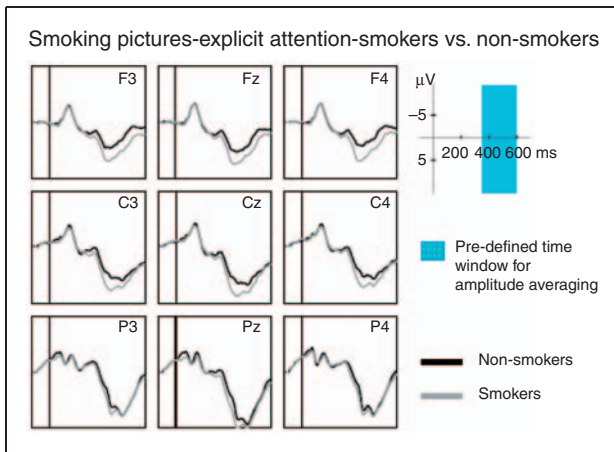 Smoking pictures-explicit attention-smokers vs. non-smokers
F3
Fz
F4
μV
–5
5
200 400 600 ms
C3
Cz
C4
Pre-defined time
window for
amplitude averaging
P3
Pz
P4
Non-smokers
Smokers